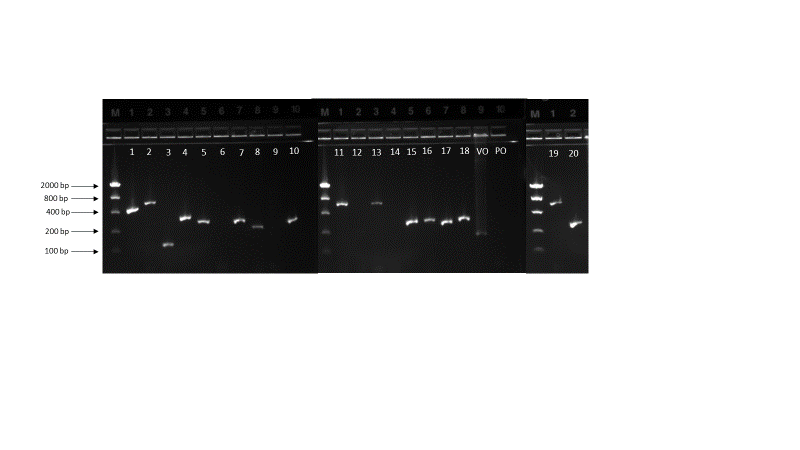 M 1 2 3 4 5 6 7 8 9 10 M 1 2 3 4 5 6 7 8 9 10 M 1 2
1 2 3 4 5 6 7 8 9 10 11 12 13 14 15 16 17 18 VO PO 19 20
2000 bp
800 bp
400 bp
200 bp
100 bp